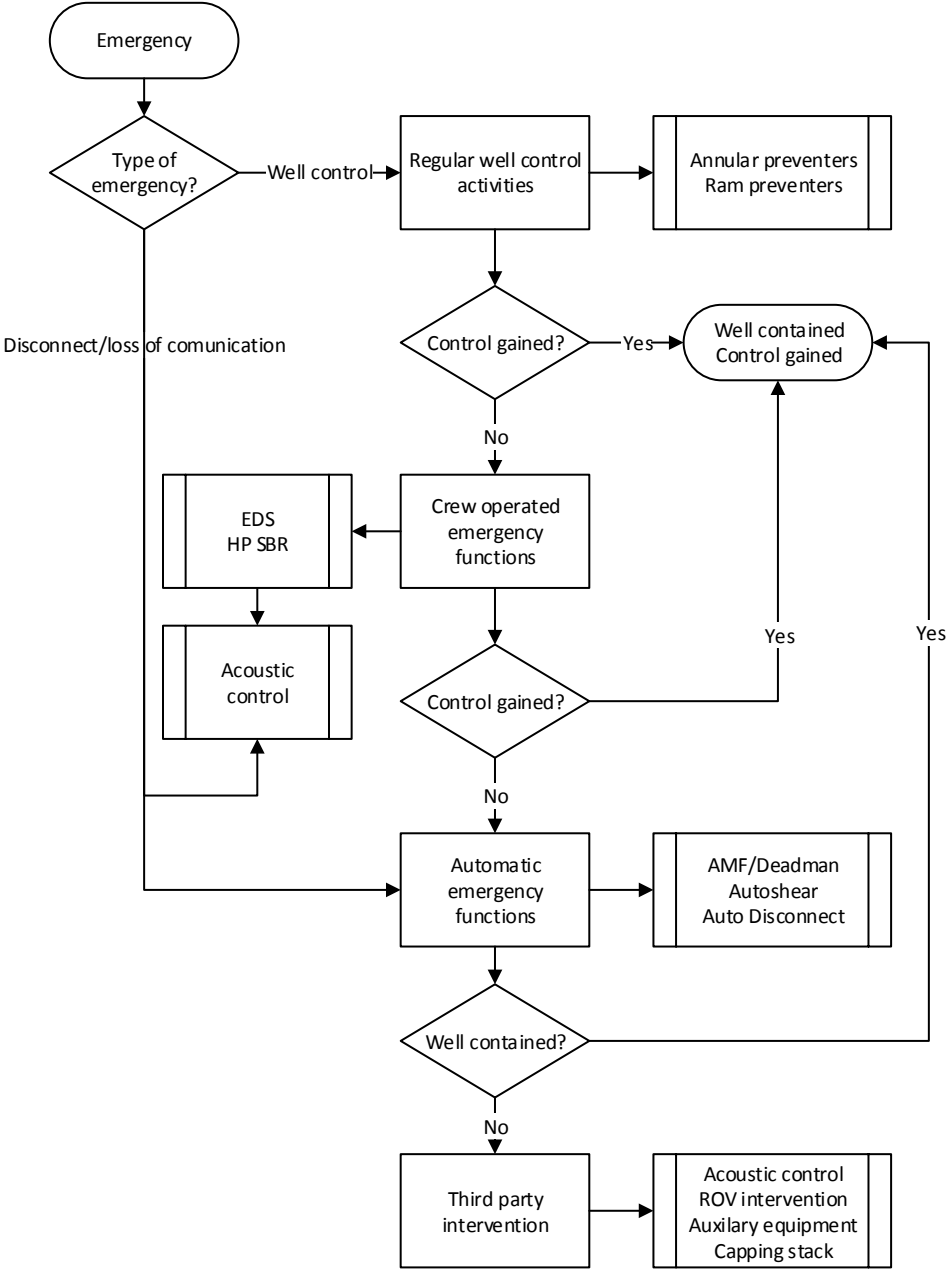 Emergency
Type of
emergency?
Well control
Regular well control
activities
Annular preventers
Ram preventers
Disconnect/loss of comunication
Control gained?
Yes
Well contained
Control gained
No
EDS
HP SBR
Crew operated
emergency
functions
Acoustic
control
Yes
Yes
Control gained?
No
Automatic
emergency
functions
AMF/Deadman
Autoshear
Auto Disconnect
Well contained?
No
Third party
intervention
Acoustic control
ROV intervention
Auxilary equipment
Capping stack